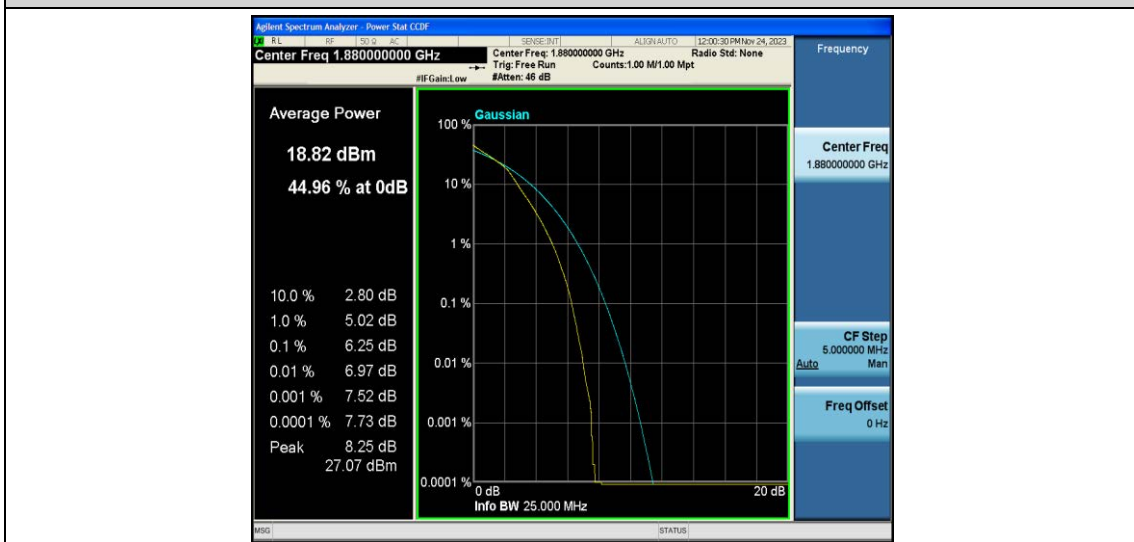 Agilent Spectrum Analyzer - Power Stat CCDF
RL RF 50 Ω AC SENSE:INT ALIGNAUTO 12:00:30 PM Nov 24, 2023
Center Freq 1.880000000 GHz
Center Freq: 1.880000000 GHz Radio Std: None
Trig: Free Run Counts:1.00 M/1.00 Mpt
#IFGain:Low #Atten: 46 dB
Frequency
Average Power
18.82 dBm
44.96 % at 0dB
10.0 % 2.80 dB
1.0 % 5.02 dB
0.1 % 6.25 dB
0.01 % 6.97 dB
0.001 % 7.52 dB
0.0001 % 7.73 dB
Peak 8.25 dB
27.07 dBm
Gaussian
100 %
10 %
1 %
0.1 %
0.01 %
0.001 %
0.0001 %
0 dB 20 dB
Info BW 25.000 MHz
Center Freq
1.880000000 GHz
CF Step
5.000000 MHz
Auto Man
Freq Offset
0 Hz
MSG STATUS